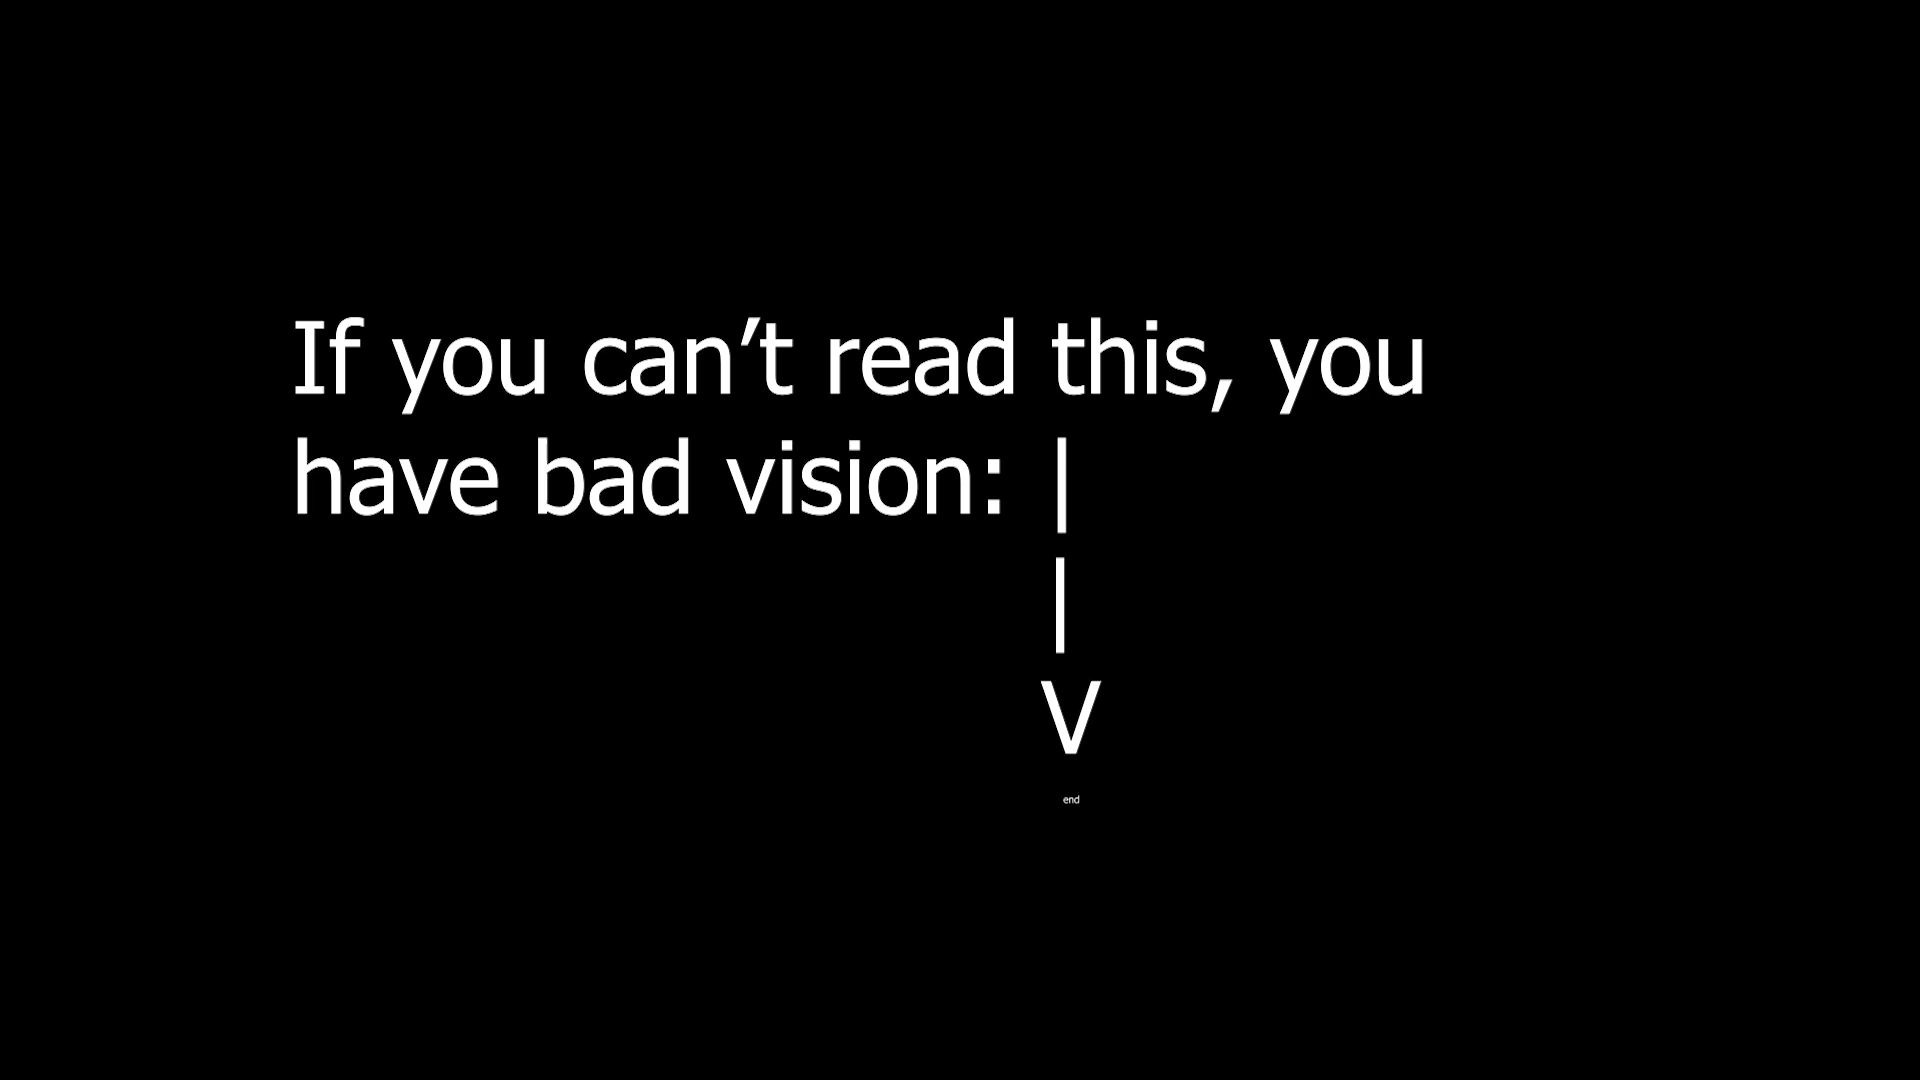 If you can’t read this, you
have bad vision: |
|
V
end